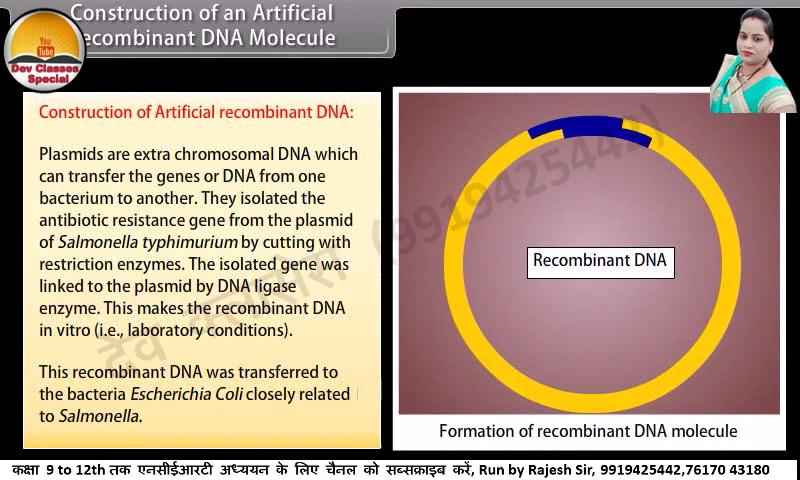 Construction of an Artificial
ecombinant DNA Molecule
You
Tube
Dev Classes
Special
Construction of Artificial recombinant DNA:
Plasmids are extra chromosomal DNA which
can transfer the genes or DNA from one
bacterium to another. They isolated the
antibiotic resistance gene from the plasmid
of Salmonella typhimurium by cutting with
restriction enzymes. The isolated gene was
linked to the plasmid by DNA ligase
enzyme. This makes the recombinant DNA
in vitro (i.e., laboratory conditions).
This recombinant DNA was transferred to
the bacteria Escherichia Coli closely related
to Salmonella.
Recombinant DNA
Formation of recombinant DNA molecule
देव क्लासेस (9919425442)
कक्षा 9 to 12th तक एनसीईआरटी अध्ययन के लिए चैनल को सब्सक्राइब करें, Run by Rajesh Sir, 9919425442,76170 43180